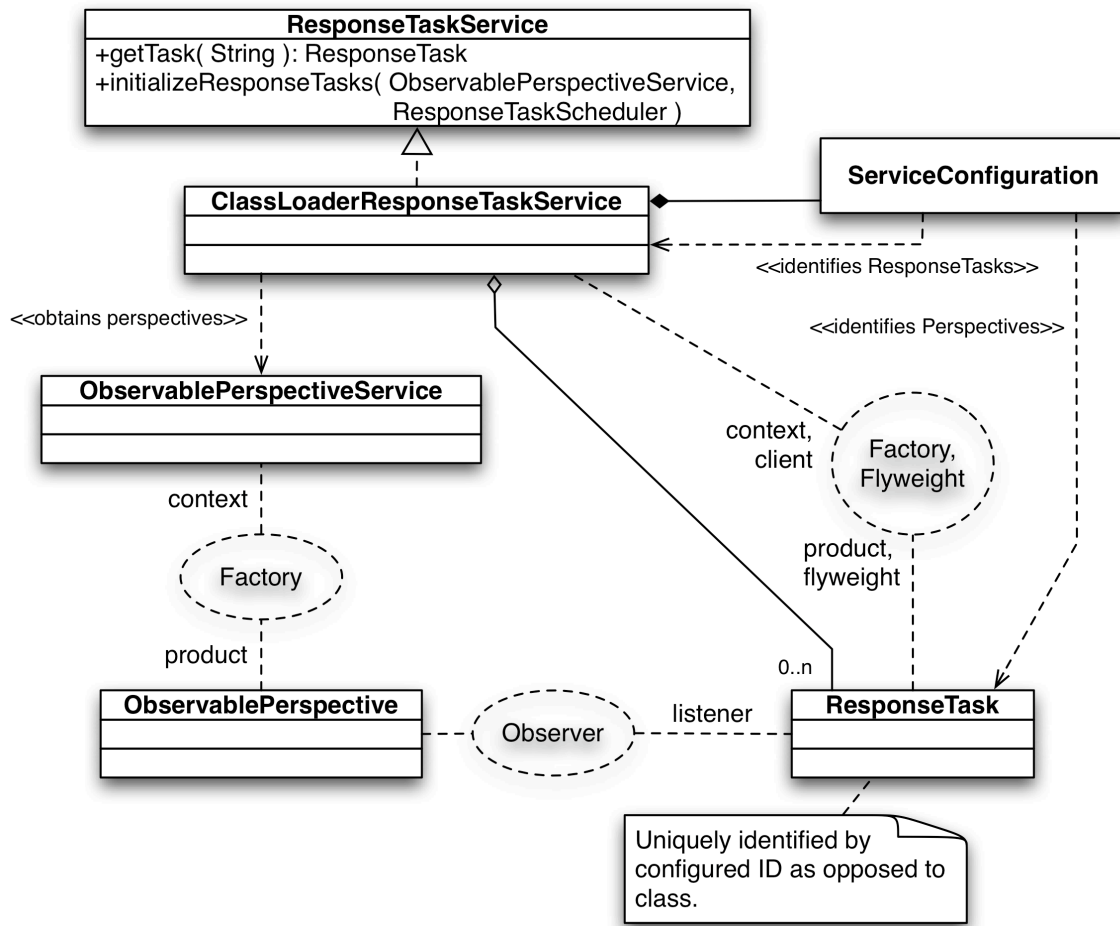 ResponseTaskService
+getTask( String ): ResponseTask
+initializeResponseTasks( ObservablePerspectiveService,
ResponseTaskScheduler )
ServiceConfiguration
ClassLoaderResponseTaskService
<<identifies ResponseTasks>>
<<obtains perspectives>>
<<identifies Perspectives>>
ObservablePerspectiveService
context,
client
Factory,
Flyweight
context
product,
flyweight
Factory
product
0..n
ObservablePerspective
ResponseTask
listener
Observer
Uniquely identified by
configured ID as opposed to
class.